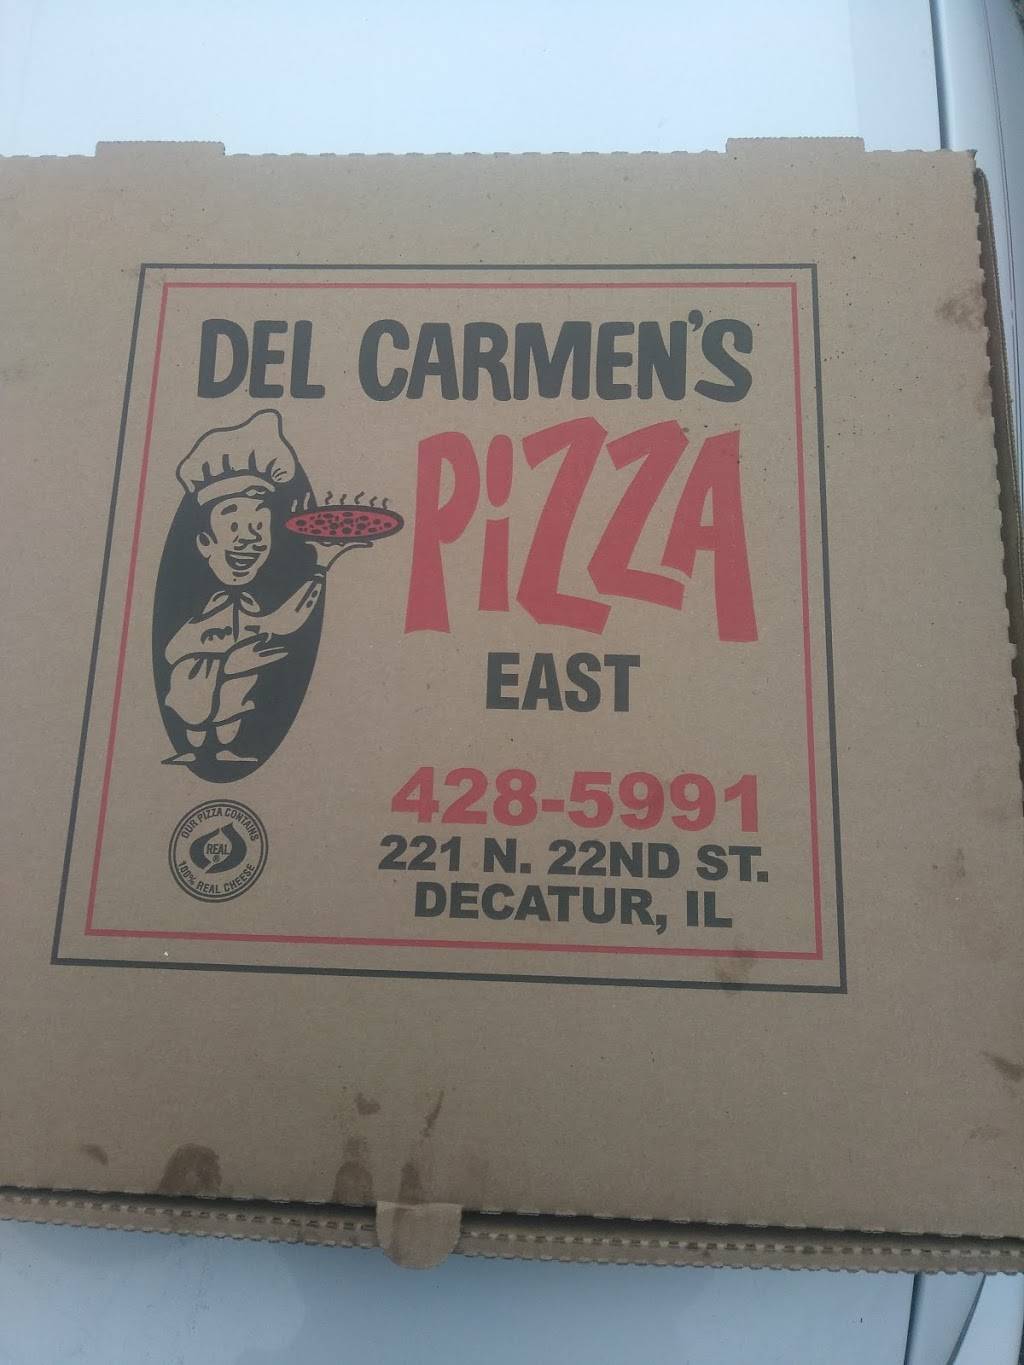 DEL CARMEN'S
PiZZA
EAST
428-5991
221 N. 22ND ST.
DECATUR, IL
OUR PIZZA CONTAINS
REAL®
100% REAL CHEESE